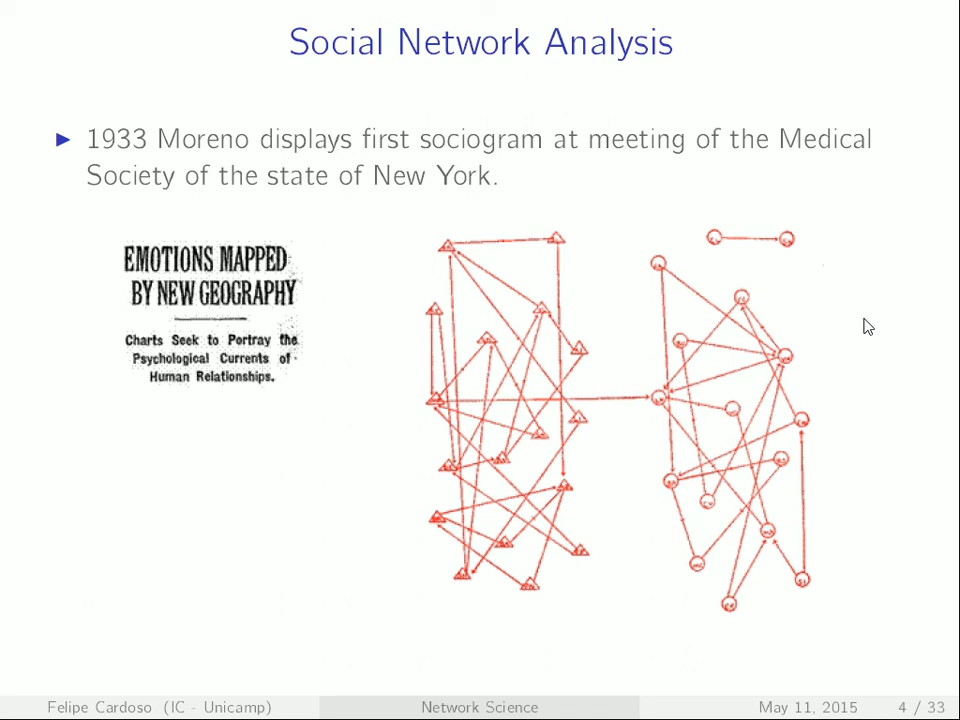 Social Network Analysis
1933 Moreno displays first sociogram at meeting of the Medical
Society of the state of New York.
EMOTIONS MAPPED
BY NEW GEOGRAPHY
Charts Seek to Portray the
Psychological Currents of
Human Relationships.
Felipe Cardoso (IC - Unicamp)
Network Science
May 11, 2015
4 / 33